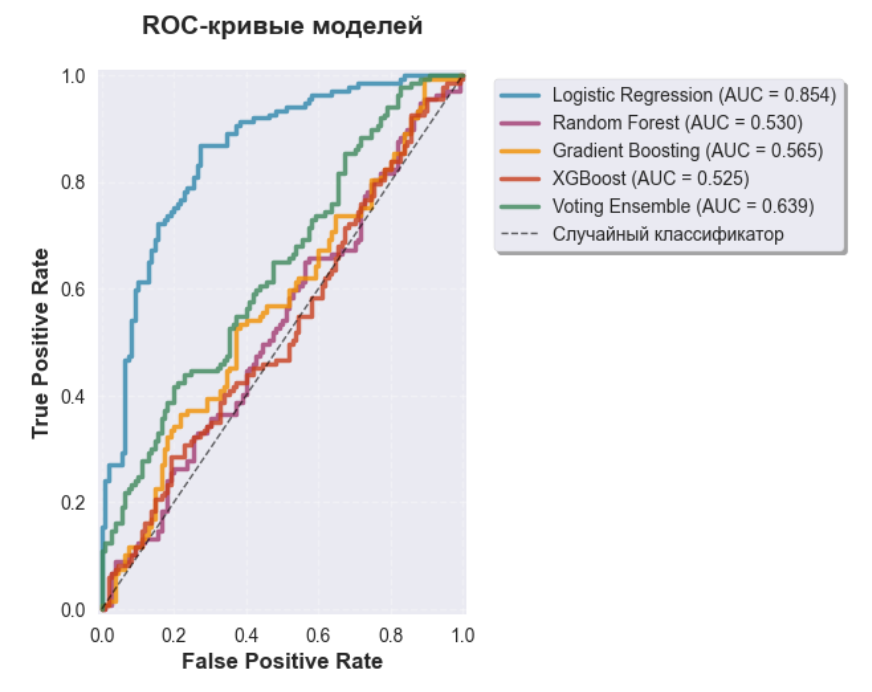 ROC-кривые моделей
1.0
0.8
0.6
0.4
0.2
0.0
True Positive Rate
0.0 0.2 0.4 0.6 0.8 1.0
False Positive Rate
Logistic Regression (AUC = 0.854)
Random Forest (AUC = 0.530)
Gradient Boosting (AUC = 0.565)
XGBoost (AUC = 0.525)
Voting Ensemble (AUC = 0.639)
Случайный классификатор